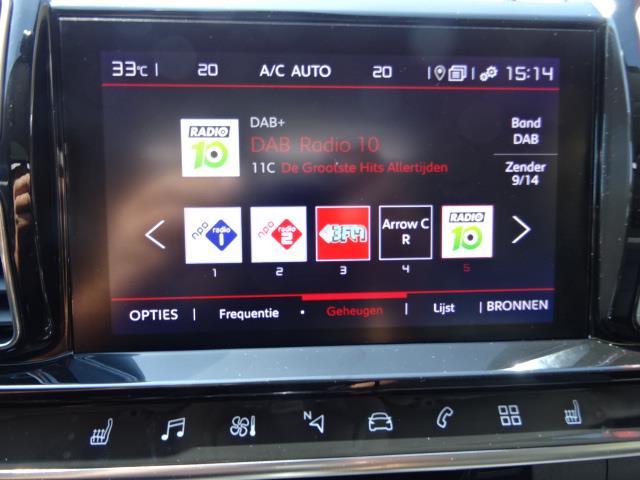 33°C 20 A/C AUTO 20 15:14
DAB+
DAB Radio 10
11C De Grootste Hits Allertijden
Band
DAB
Zender
9/14
RADIO
10
npo radio 1
npo radio 2
3FM
Arrow C
R
RADIO
10
1 2 3 4 5
OPTIES Frequentie Geheugen Lijst BRONNEN
N